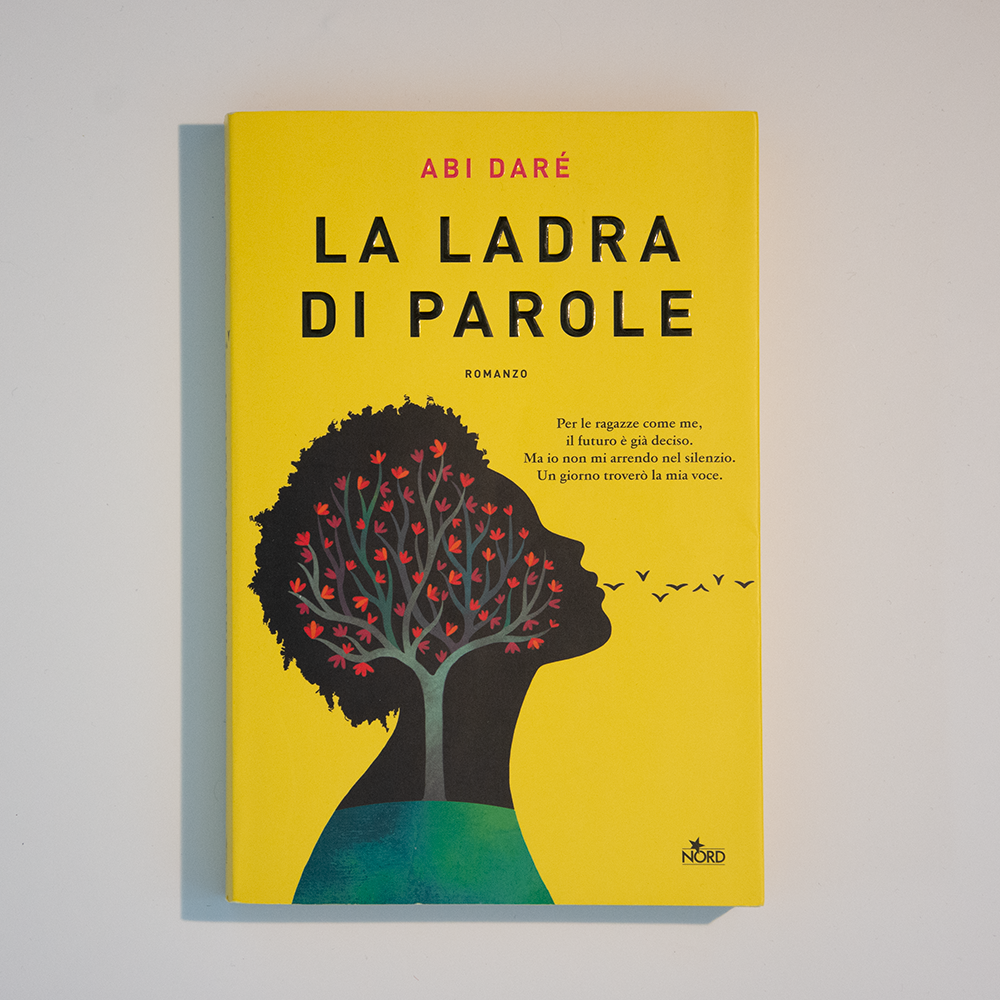 ABI DARÉ
LA LADRA
DI PAROLE
ROMANZO
Per le ragazze come me,
il futuro è già deciso.
Ma io non mi arrendo nel silenzio.
Un giorno troverò la mia voce.
NORD